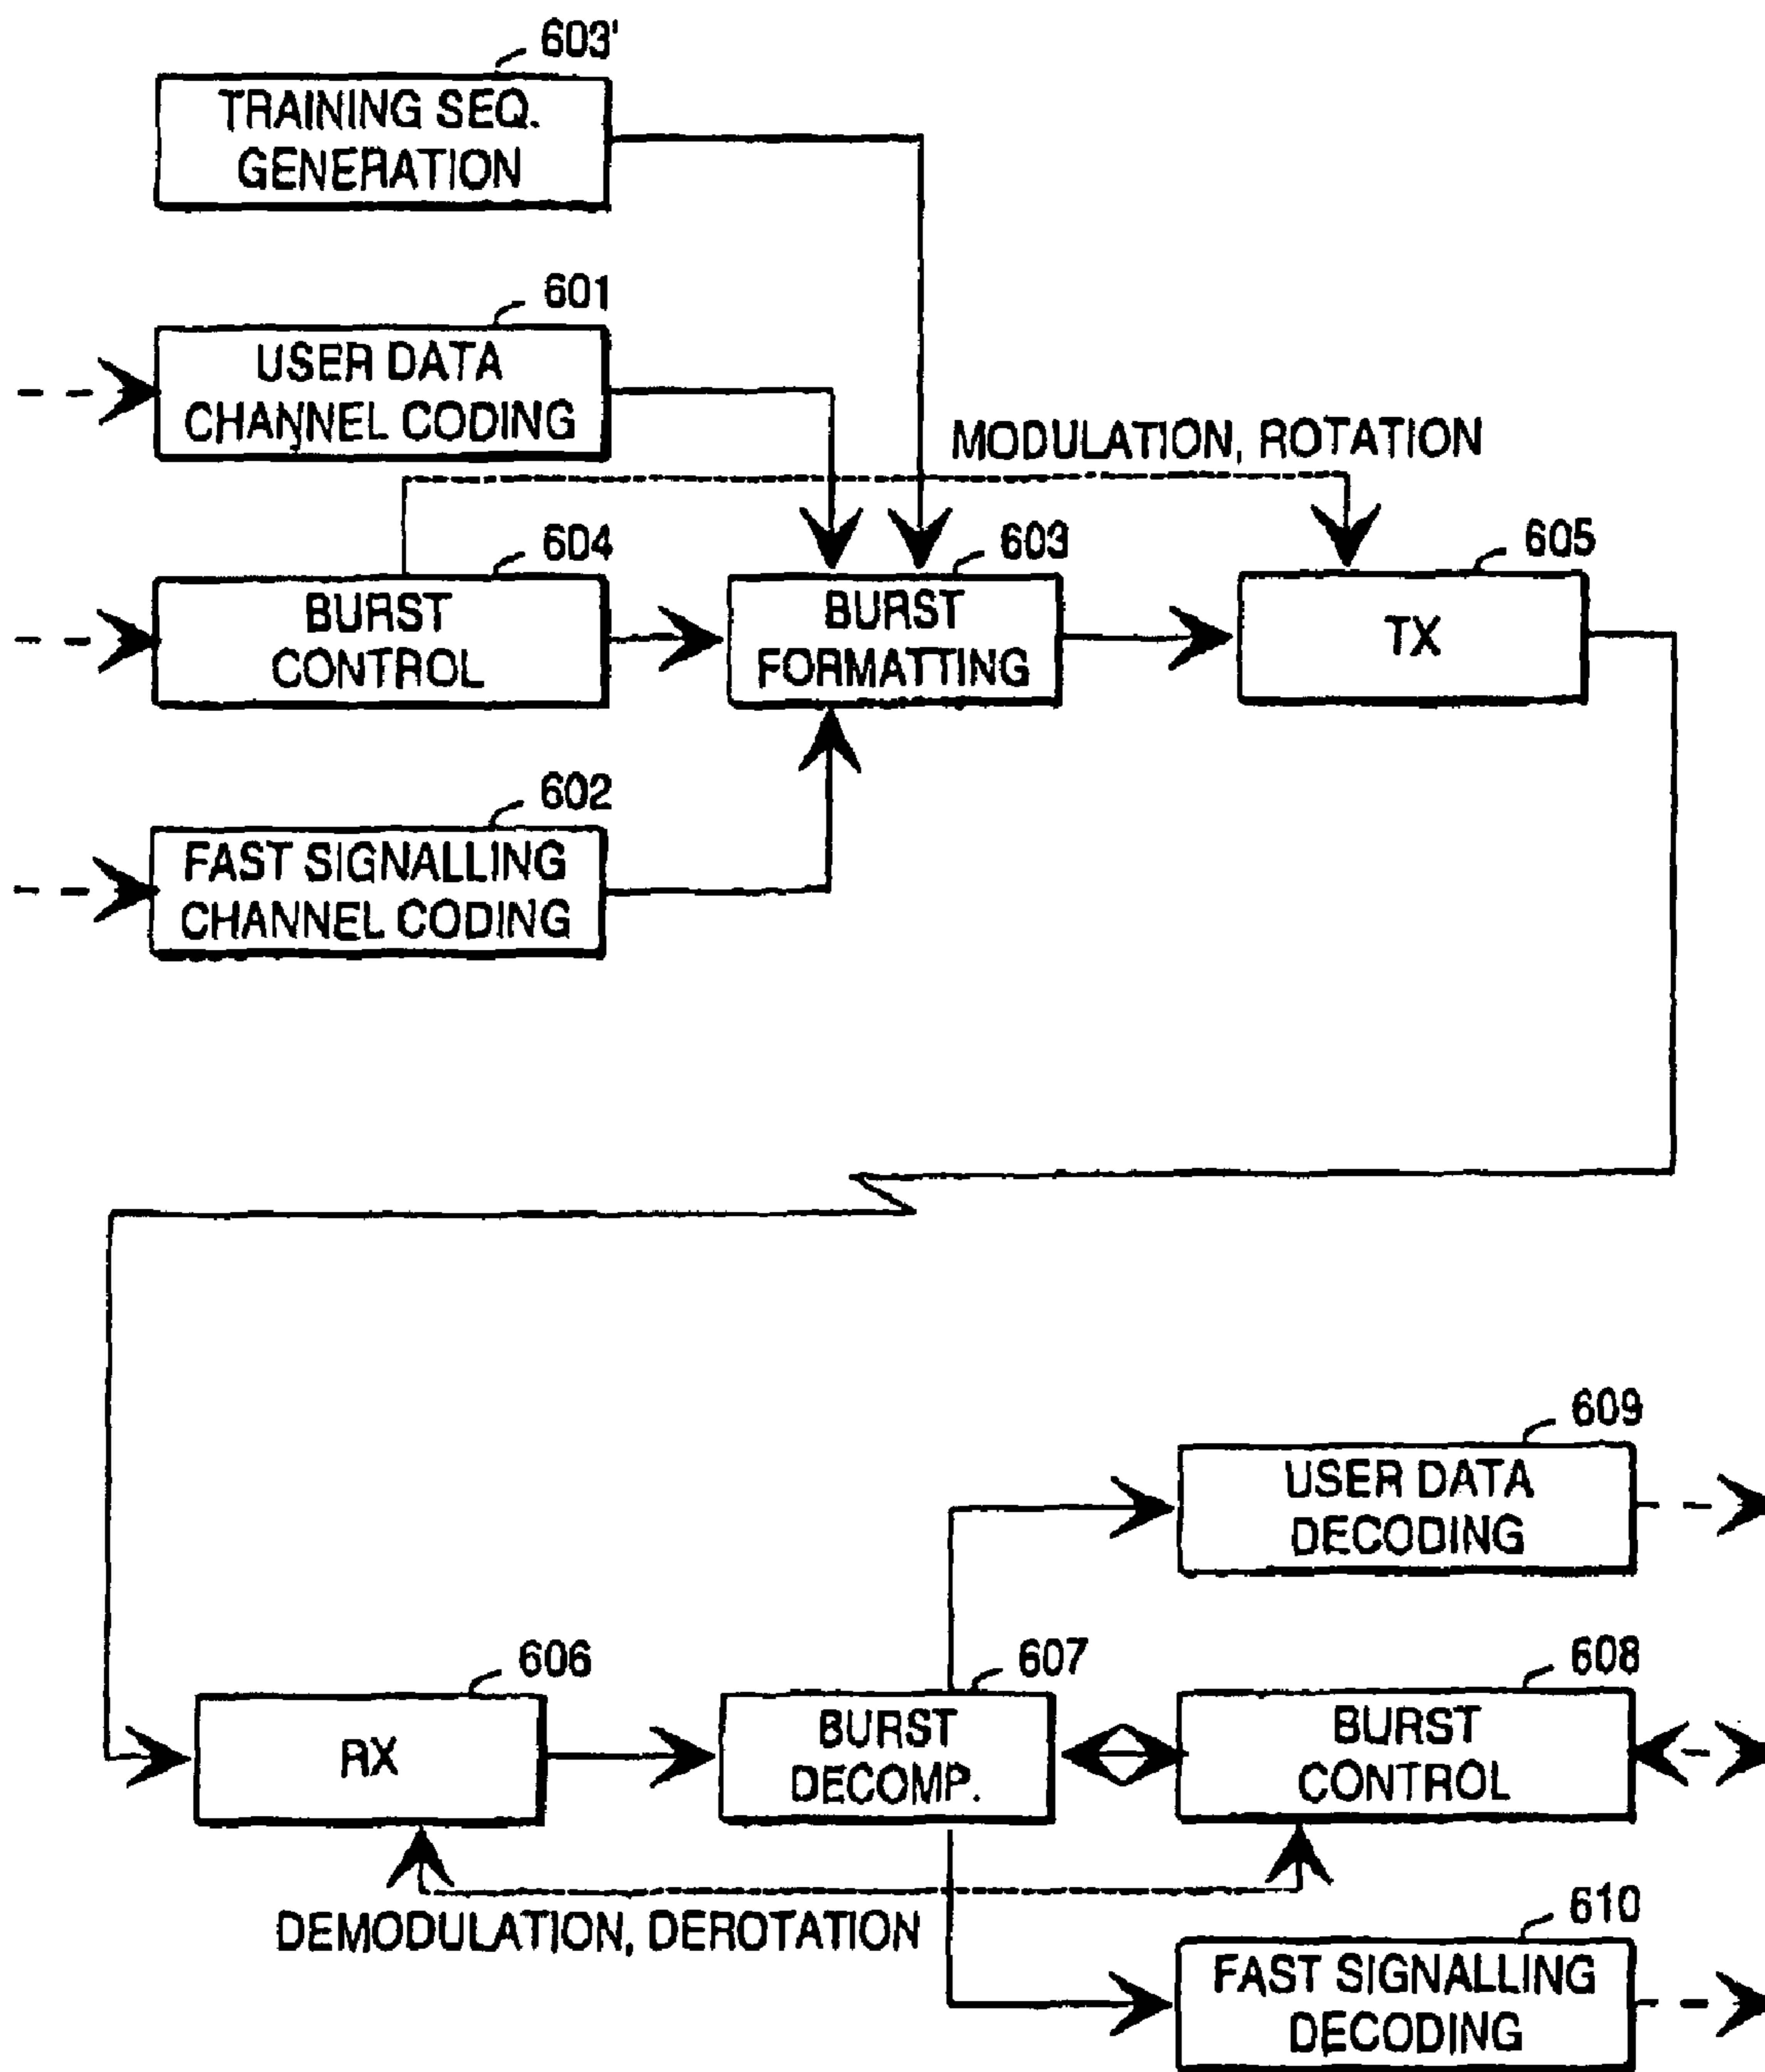 603'
TRAINING SEQ.
GENERATION
601
USER DATA
CHANNEL CODING
MODULATION, ROTATION
604
BURST
CONTROL
603
BURST
FORMATTING
605
TX
602
FAST SIGNALLING
CHANNEL CODING
609
USER DATA
DECODING
606
RX
607
BURST
DECOMP.
608
BURST
CONTROL
DEMODULATION, DEROTATION
610
FAST SIGNALLING
DECODING